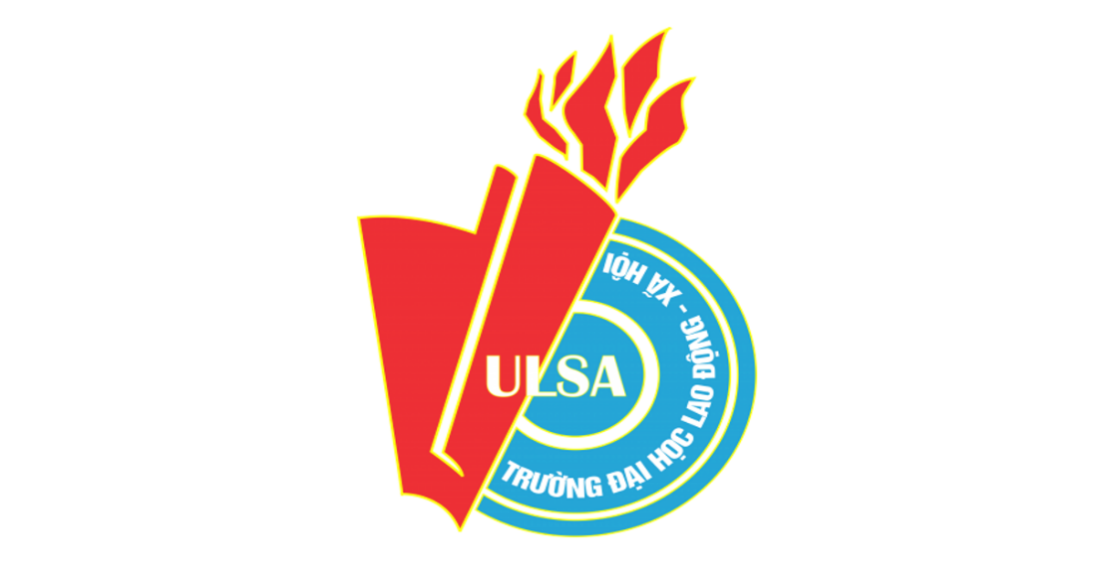 ULSA
TRƯỜNG ĐẠI HỌC LAO ĐỘNG - XÃ HỘI